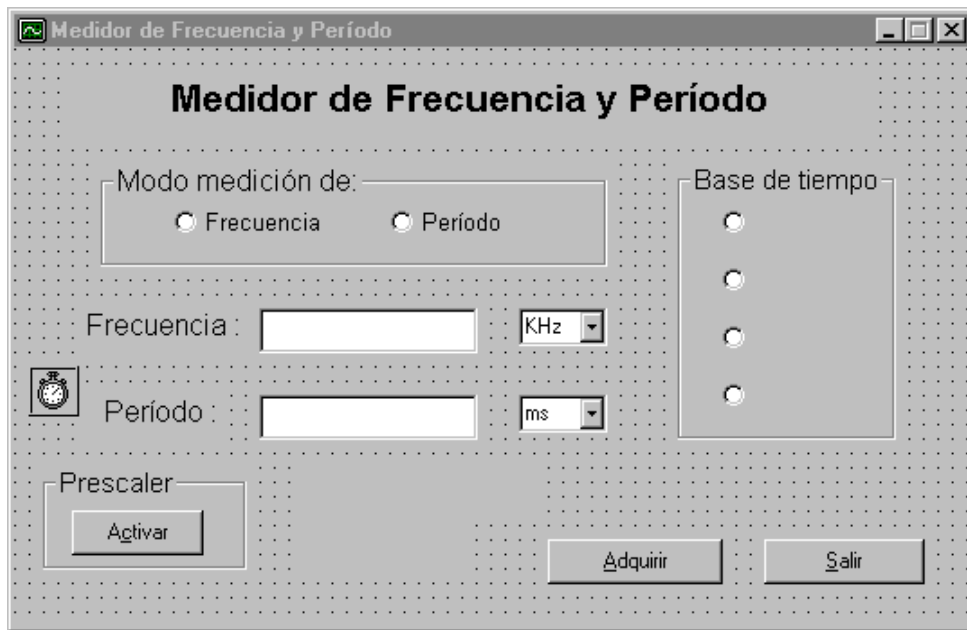 Medidor de Frecuencia y Período
Medidor de Frecuencia y Período
Modo medición de:
Frecuencia
Período
Base de tiempo
Frecuencia :
KHz
Período :
ms
Prescaler
Activar
Adquirir
Salir